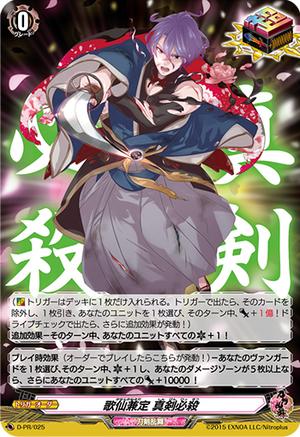 0
グレード
超
真剣
必殺
(超トリガーはデッキに1枚だけ入れられる。トリガーで出たら、そのカードを
除外し、1枚引き、あなたのユニットを1枚選び、そのターン中、+1億！ド
ライブチェックで出たら、さらに追加効果が発動！)
追加効果-そのターン中、あなたのユニットすべての+1！
プレイ時効果(オーダーでプレイしたらこちらが発動！)-あなたのヴァンガード
を1枚選び、そのターン中、+1。あなたのダメージゾーンが5枚以上な
ら、さらにそのユニットの+10000！
歌仙兼定 真剣必殺
刀剣乱舞
D-PR/025
©2015 EXNOA LLC/Nitroplus